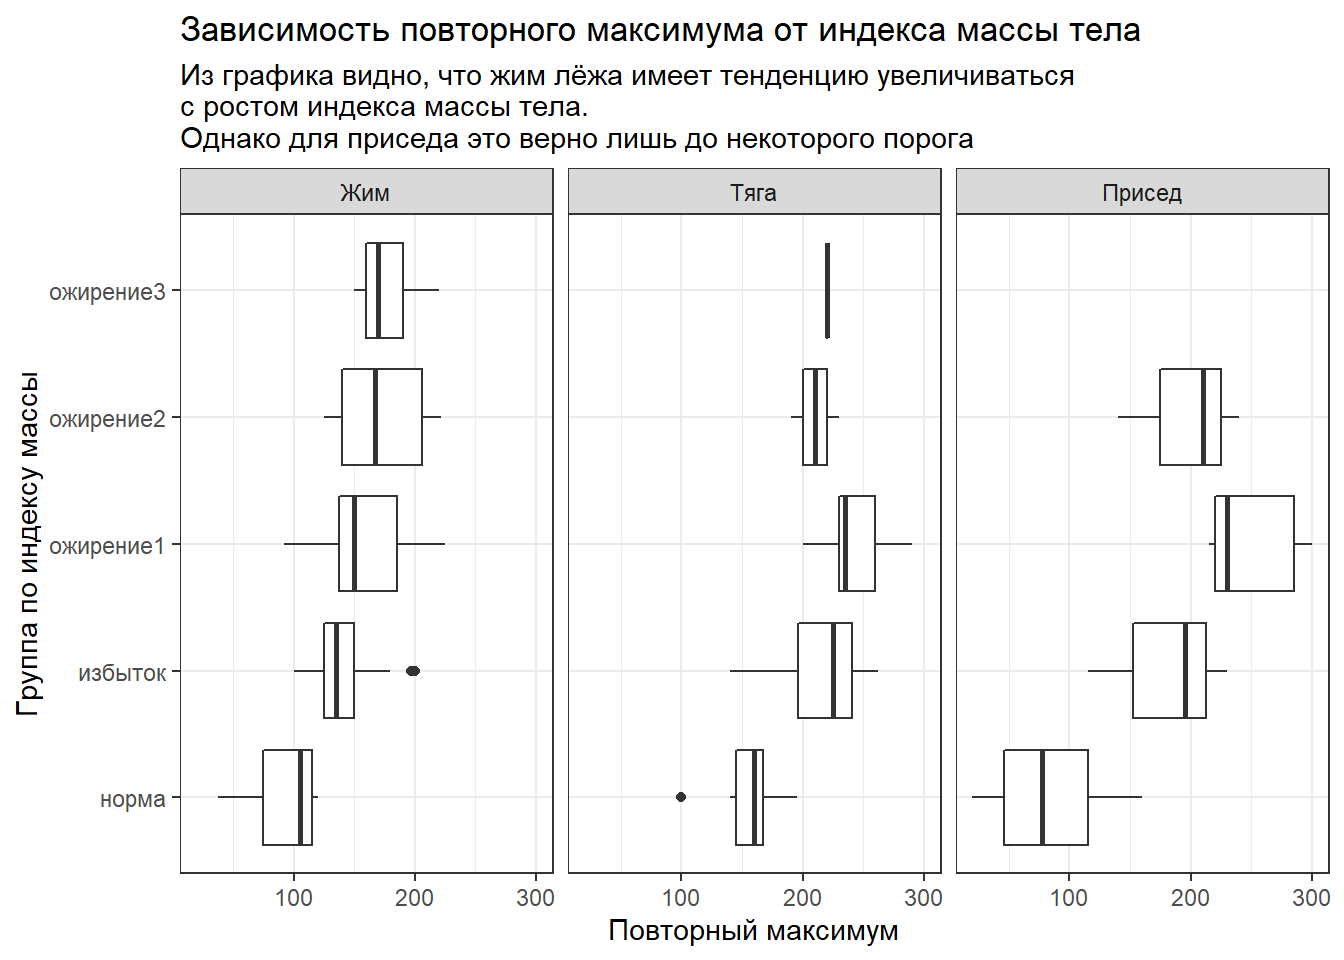 Зависимость повторного максимума от индекса массы тела
Из графика видно, что жим лёжа имеет тенденцию увеличиваться
с ростом индекса массы тела.
Однако для приседа это верно лишь до некоторого порога
Жим
Тяга
Присед
Группа по индексу массы
ожирение3
ожирение2
ожирение1
избыток
норма
100 200 300 100 200 300 100 200 300
Повторный максимум